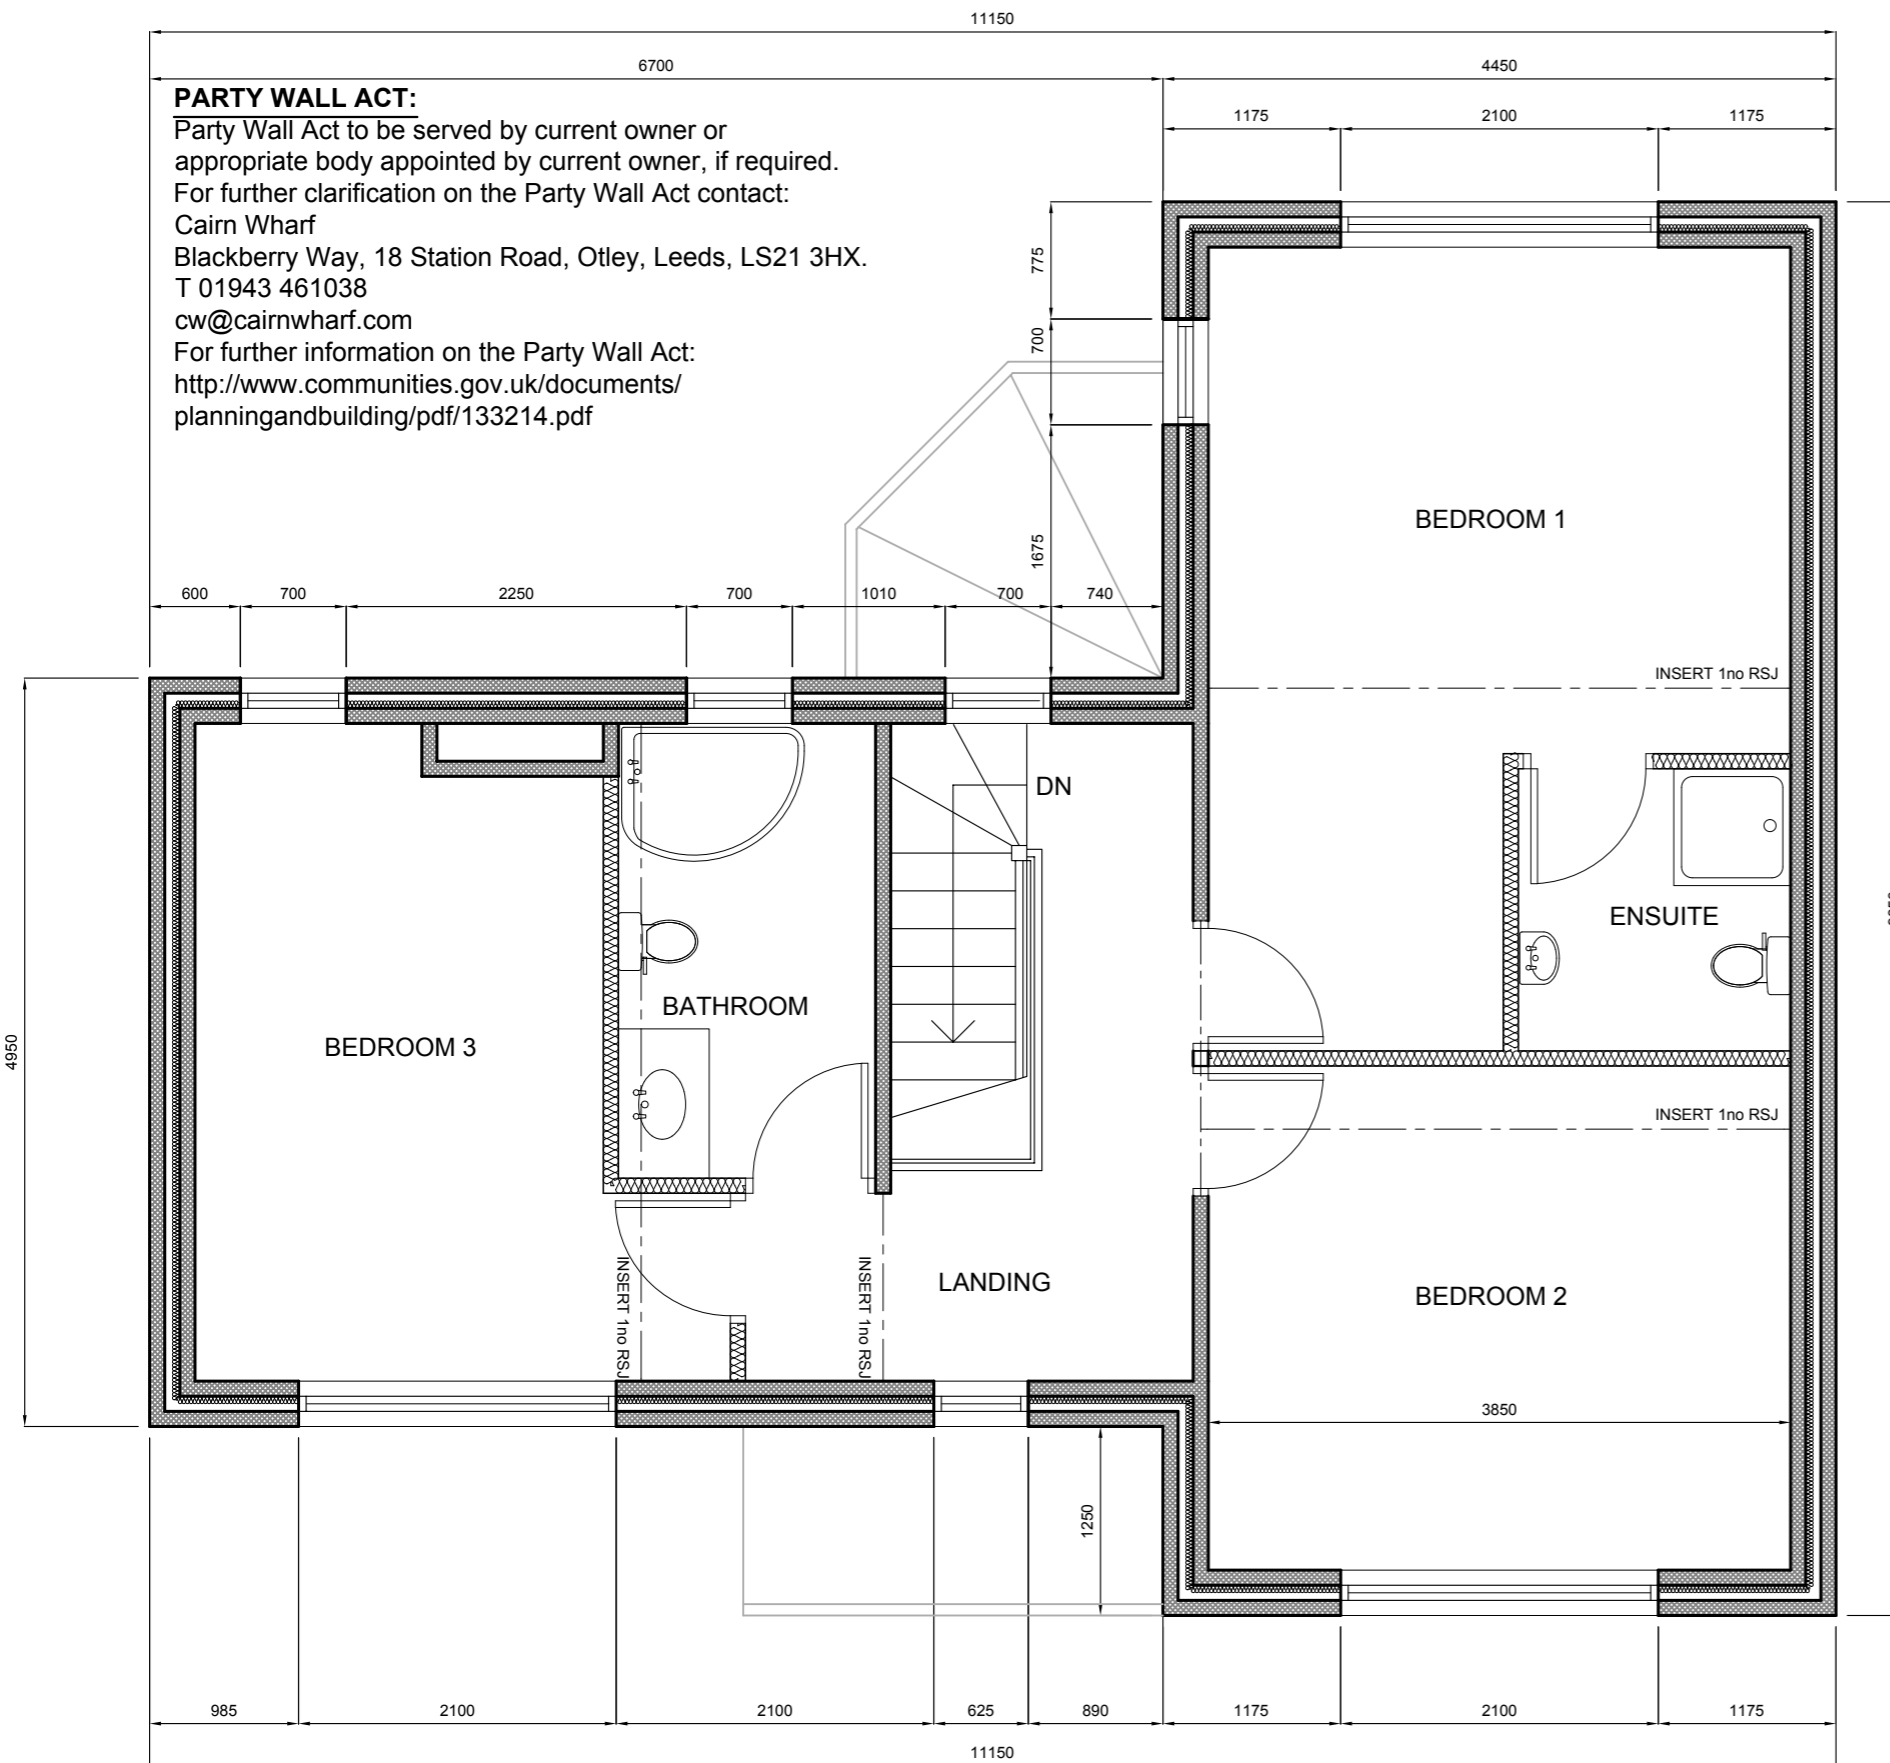 11150
6700
4450
PARTY WALL ACT:
Party Wall Act to be served by current owner or
appropriate body appointed by current owner, if required.
For further clarification on the Party Wall Act contact:
Cairn Wharf
Blackberry Way, 18 Station Road, Otley, Leeds, LS21 3HX.
T 01943 461038
cw@cairnwharf.com
For further information on the Party Wall Act:
http://www.communities.gov.uk/documents/
planningandbuilding/pdf/133214.pdf
1175
2100
1175
775
700
1675
600
700
2250
700
1010
700
740
BEDROOM 1
INSERT 1no RSJ
DN
ENSUITE
BATHROOM
BEDROOM 3
4950
INSERT 1no RSJ
INSERT 1no RSJ
INSERT 1no RSJ
LANDING
BEDROOM 2
3850
1250
985
2100
2100
625
890
1175
2100
1175
11150